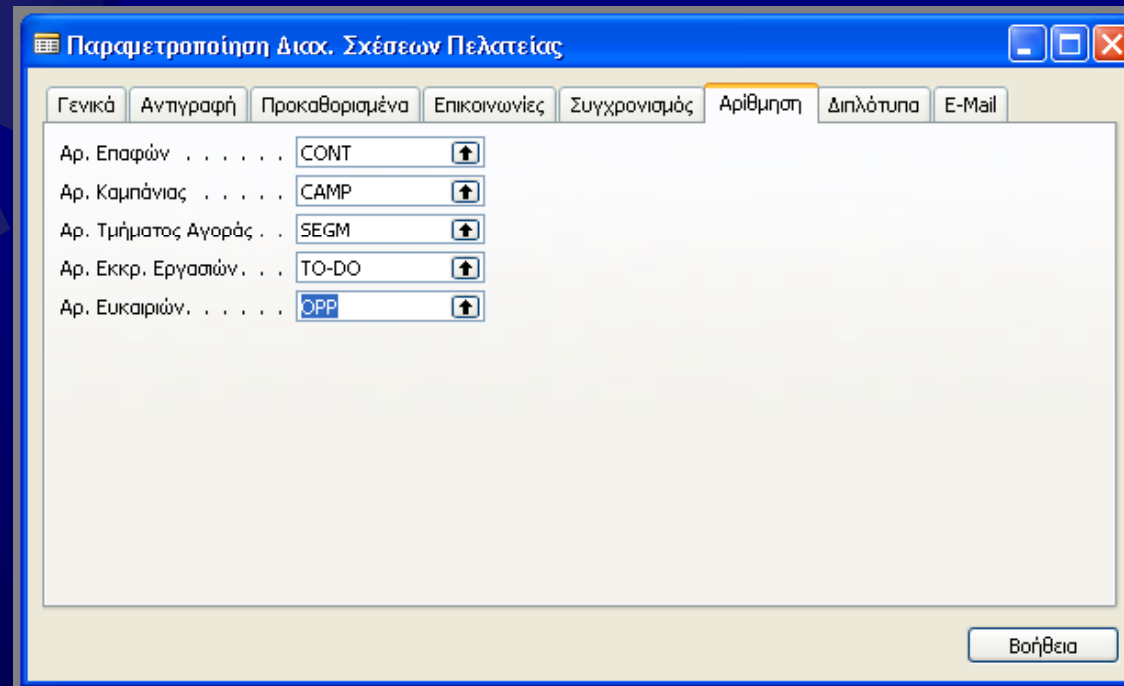 Παραμετροποίηση Διαχ. Σχέσεων Πελατείας
Γενικά Αντιγραφή Προκαθορισμένα Επικοινωνίες Συγχρονισμός Αρίθμηση Διπλότυπα E-Mail
Αρ. Επαφών . . . . . . CONT
Αρ. Καμπάνιας . . . . . CAMP
Αρ. Τμήματος Αγοράς . . SEGM
Αρ. Εκκρ. Εργασιών. . . TO-DO
Αρ. Ευκαιριών. . . . . . OPP
Βοήθεια